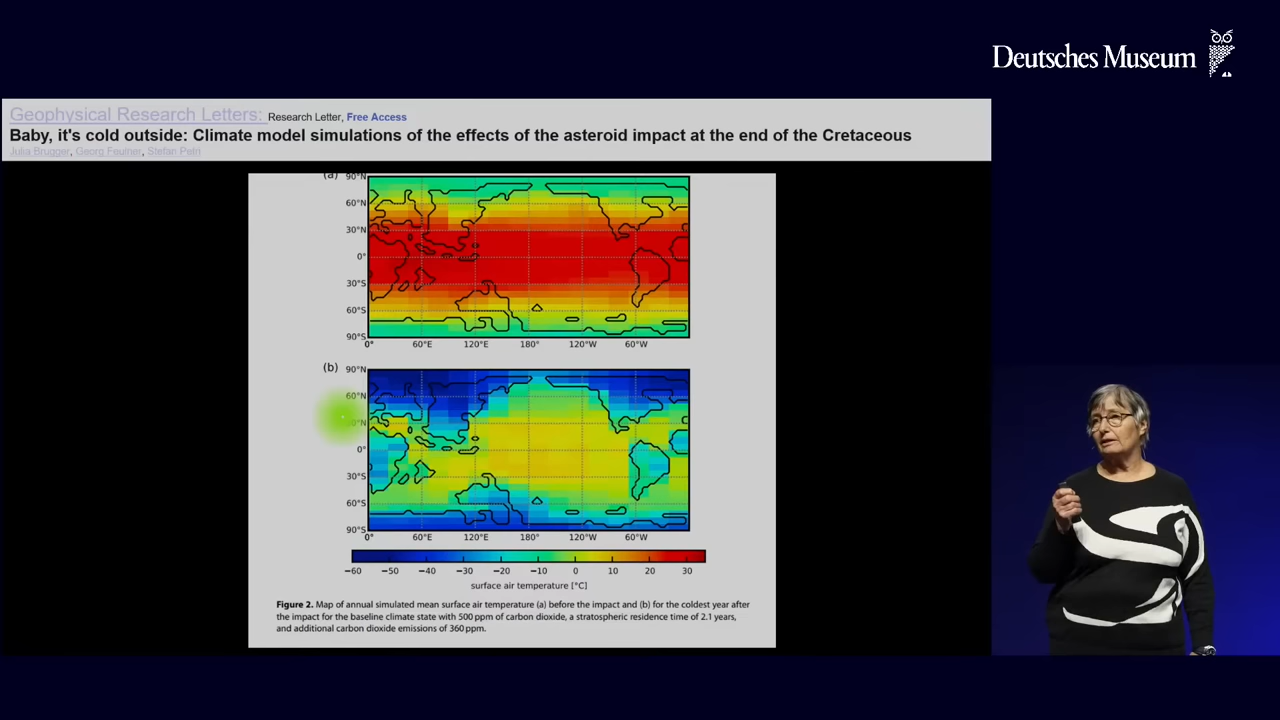 Deutsches Museum
Geophysical Research Letters: Research Letter, Free Access
Baby, it's cold outside: Climate model simulations of the effects of the asteroid impact at the end of the Cretaceous
Julia Brugger, Georg Feulner, Stefan Petri
(a)
90°N
60°N
30°N
0°
30°S
60°S
90°S
0° 60°E 120°E 180° 120°W 60°W
(b)
90°N
60°N
30°N
0°
30°S
60°S
90°S
0° 60°E 120°E 180° 120°W 60°W
−60 −50 −40 −30 −20 −10 0 10 20 30
surface air temperature [°C]
Figure 2. Map of annual simulated mean surface air temperature (a) before the impact and (b) for the coldest year after
the impact for the baseline climate state with 500 ppm of carbon dioxide, a stratospheric residence time of 2.1 years,
and additional carbon dioxide emissions of 360 ppm.